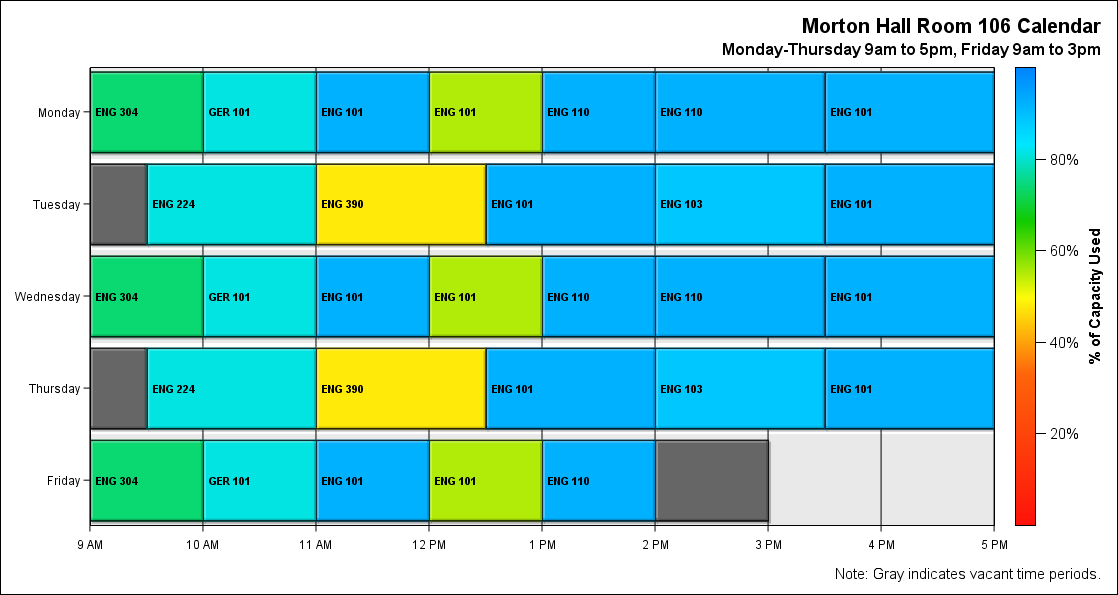 Morton Hall Room 106 Calendar
Monday-Thursday 9am to 5pm, Friday 9am to 3pm
Monday ENG 304 GER 101 ENG 101 ENG 101 ENG 110 ENG 110 ENG 101
Tuesday ENG 224 ENG 390 ENG 101 ENG 103 ENG 101
Wednesday ENG 304 GER 101 ENG 101 ENG 101 ENG 110 ENG 110 ENG 101
Thursday ENG 224 ENG 390 ENG 101 ENG 103 ENG 101
Friday ENG 304 GER 101 ENG 101 ENG 101 ENG 110
9 AM 10 AM 11 AM 12 PM 1 PM 2 PM 3 PM 4 PM 5 PM
80%
60%
40%
20%
% of Capacity Used
Note: Gray indicates vacant time periods.